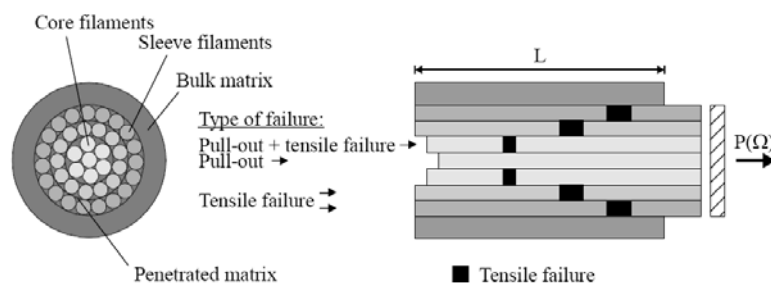 Core filaments
Sleeve filaments
Bulk matrix
Type of failure:
Pull-out + tensile failure
Pull-out
Tensile failure
Penetrated matrix
L
P(Ω)
Tensile failure